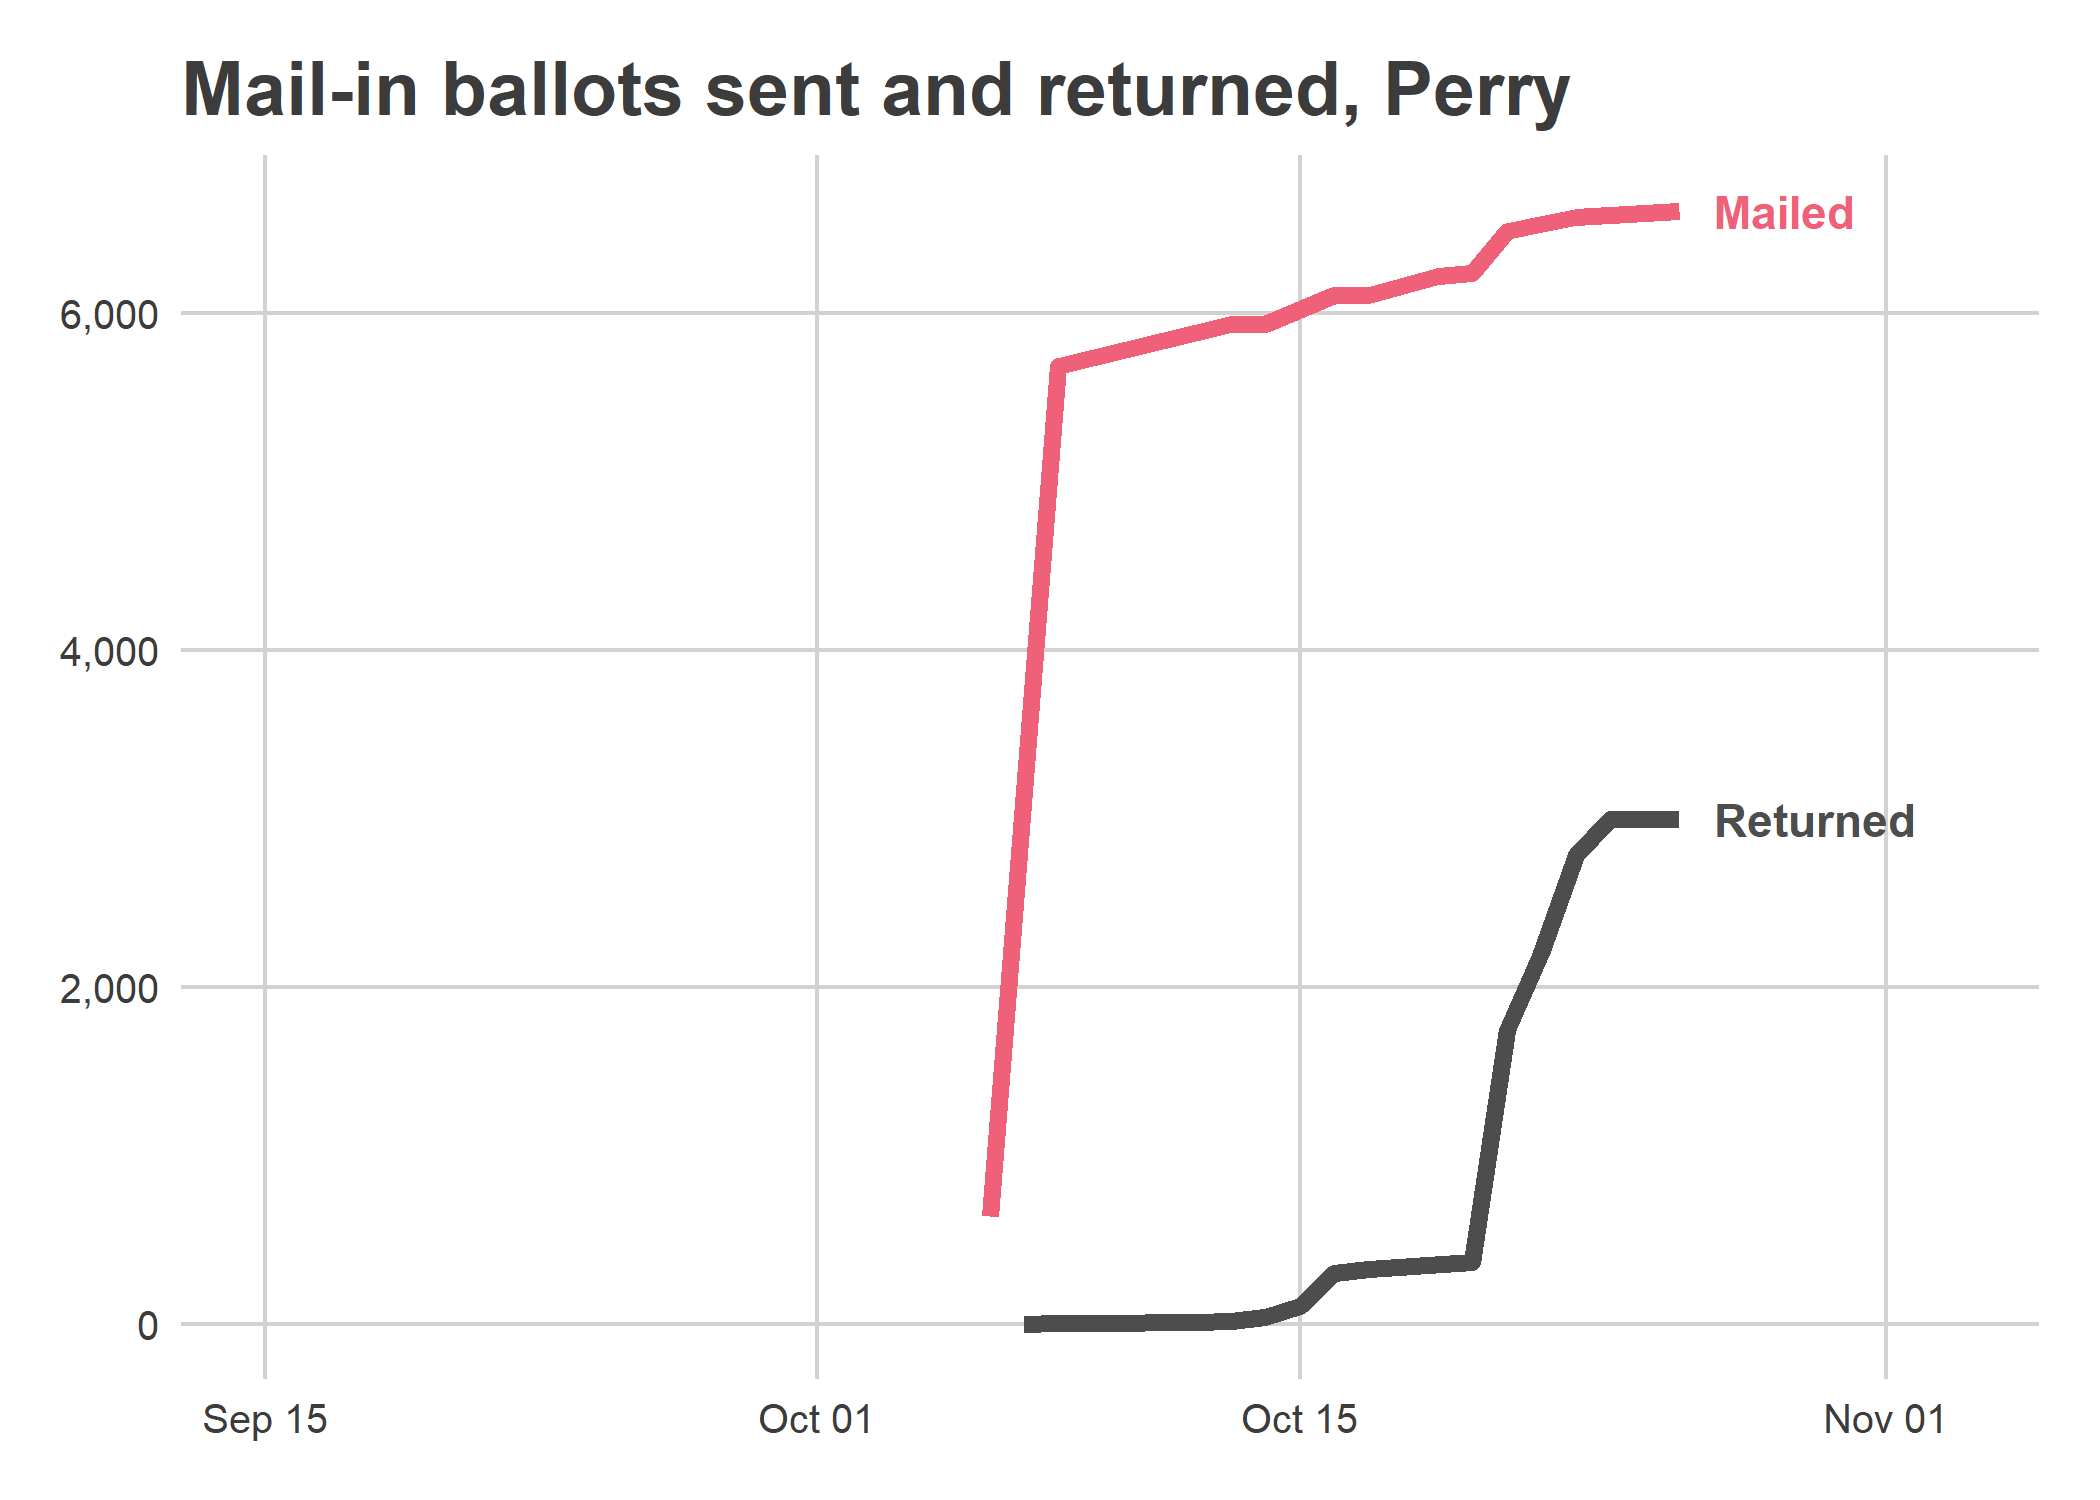 Mail-in ballots sent and returned, Perry
Mailed
6,000
4,000
Returned
2,000
0
Sep 15
Oct 01
Oct 15
Nov 01